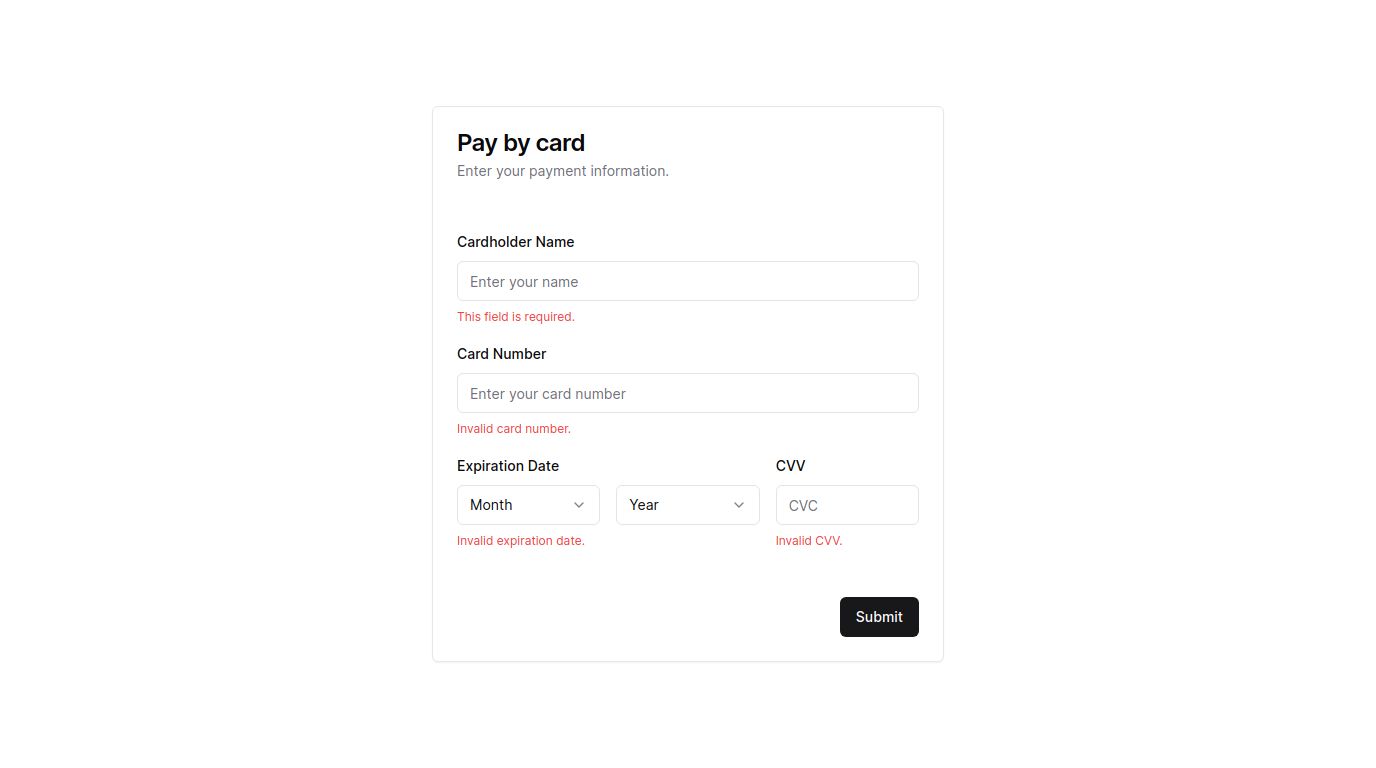 Pay by card
Enter your payment information.
Cardholder Name
Enter your name
This field is required.
Card Number
Enter your card number
Invalid card number.
Expiration Date
CVV
Month
Year
CVC
Invalid expiration date.
Invalid CVV.
Submit